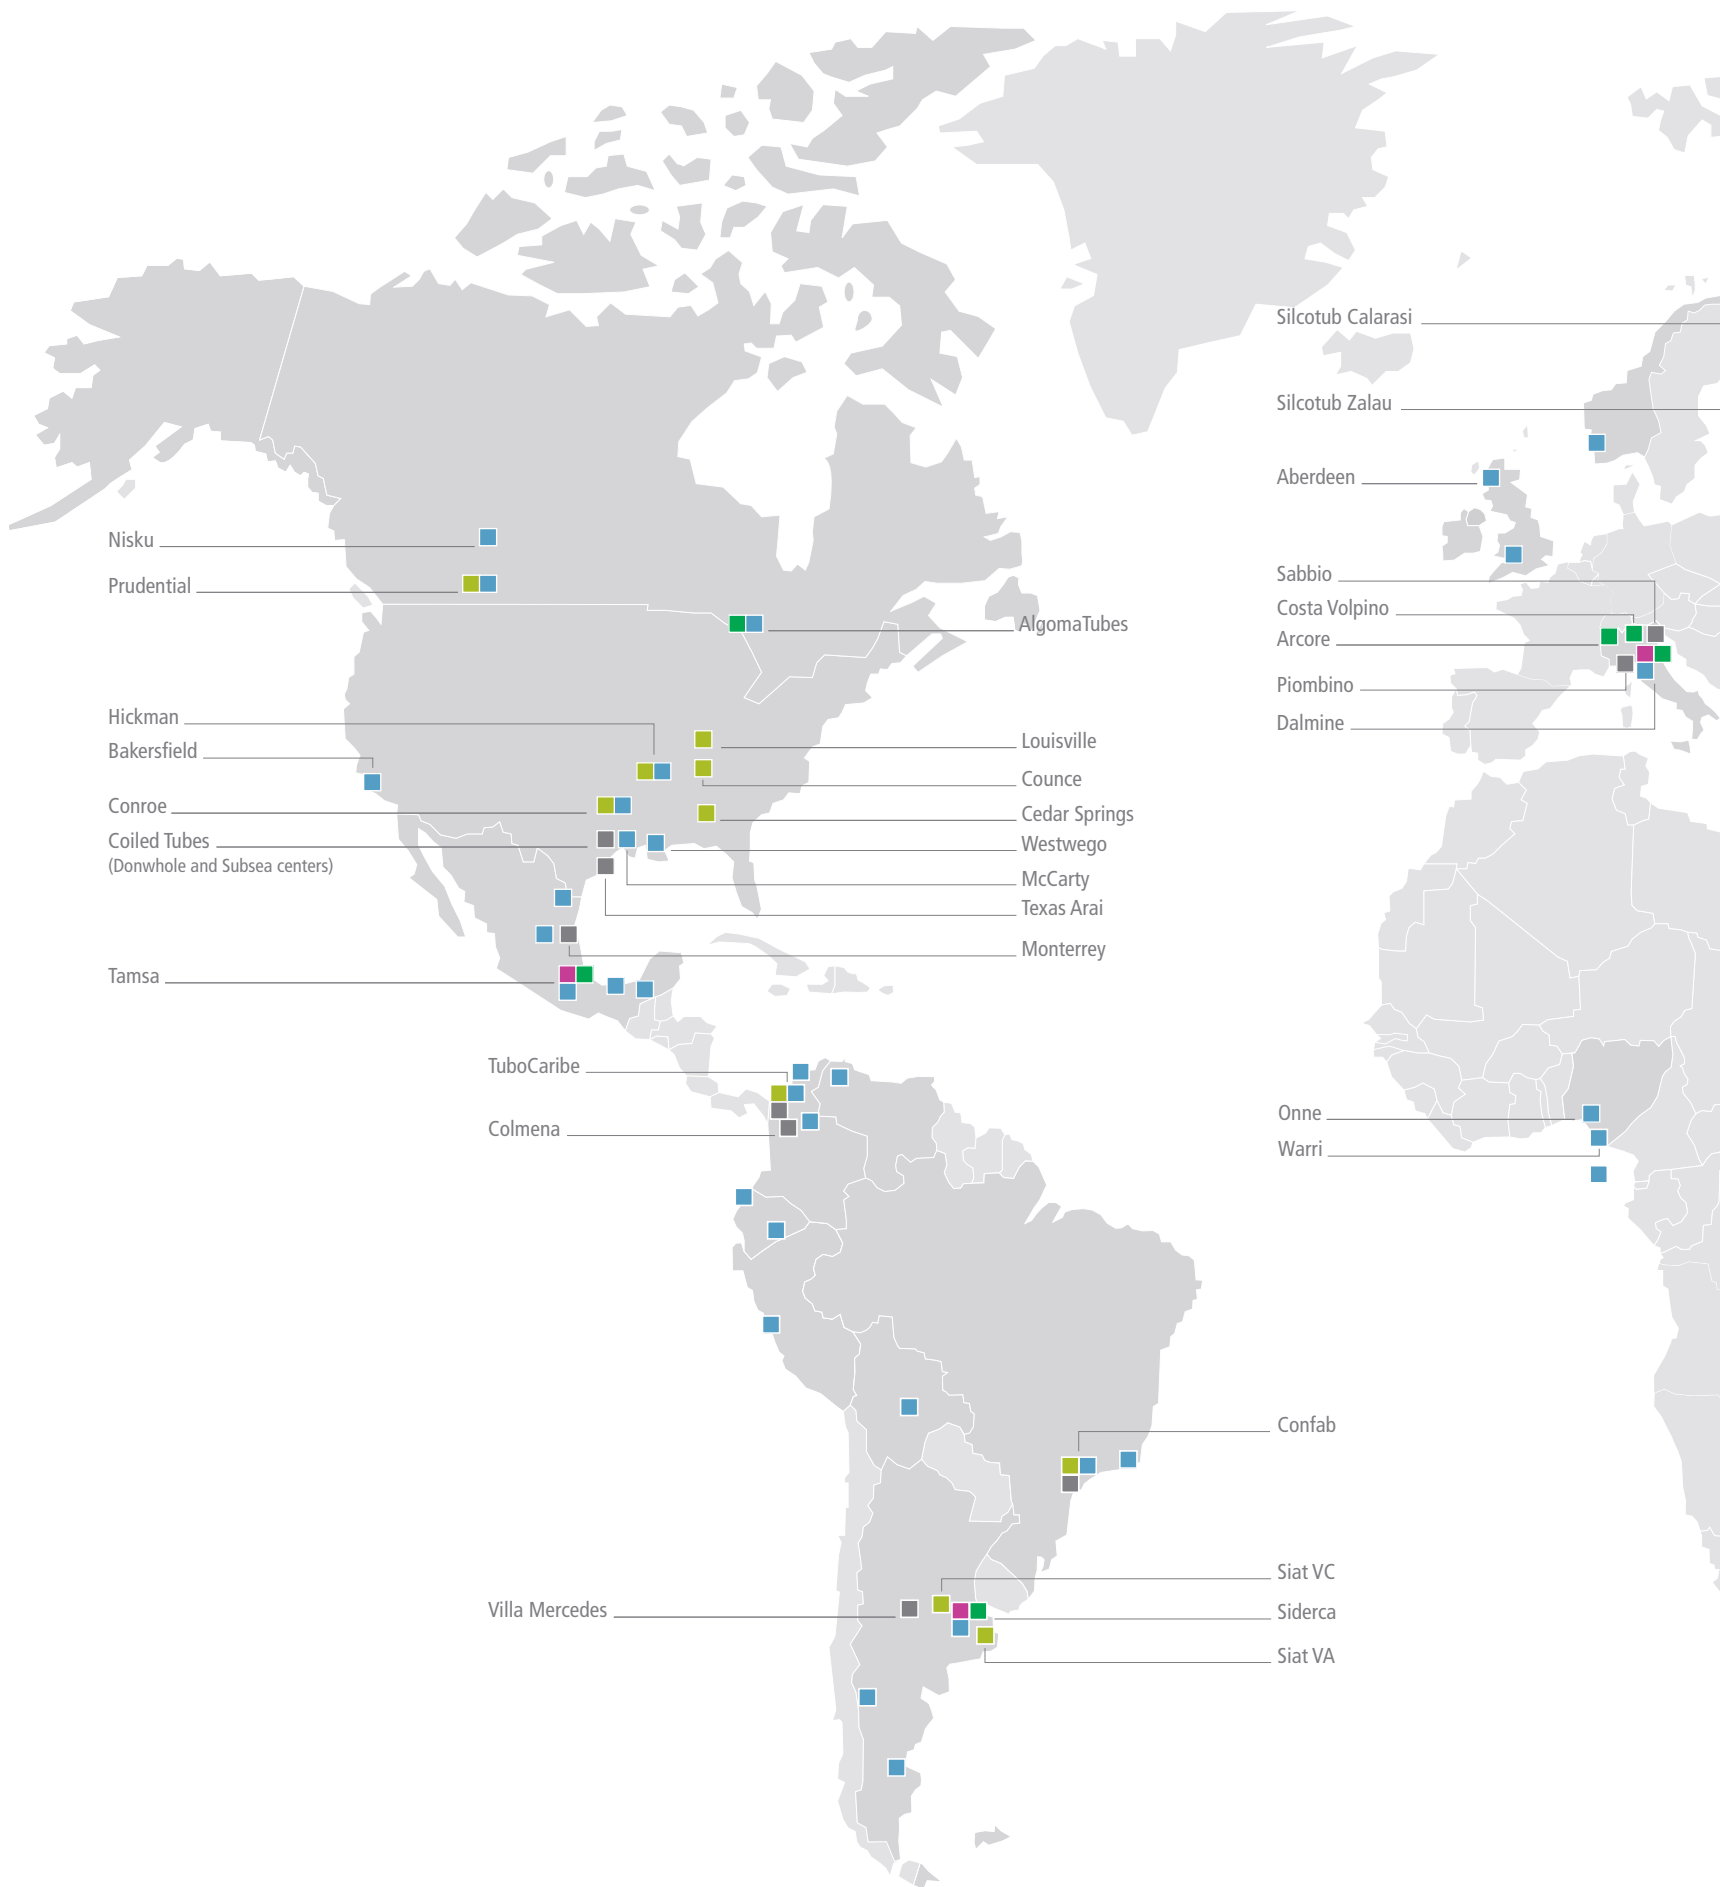 Silcotub Calarasi
Silcotub Zalau
Aberdeen
Nisku
Sabbio
Prudential
Costa Volpino
AlgomaTubes
Arcore
Piombino
Hickman
Dalmine
Louisville
Bakersfield
Counce
Conroe
Cedar Springs
Coiled Tubes
(Donwhole and Subsea centers)
Westwego
McCarty
Texas Arai
Monterrey
Tamsa
TuboCaribe
Colmena
Onne
Warri
Confab
Siat VC
Villa Mercedes
Siderca
Siat VA